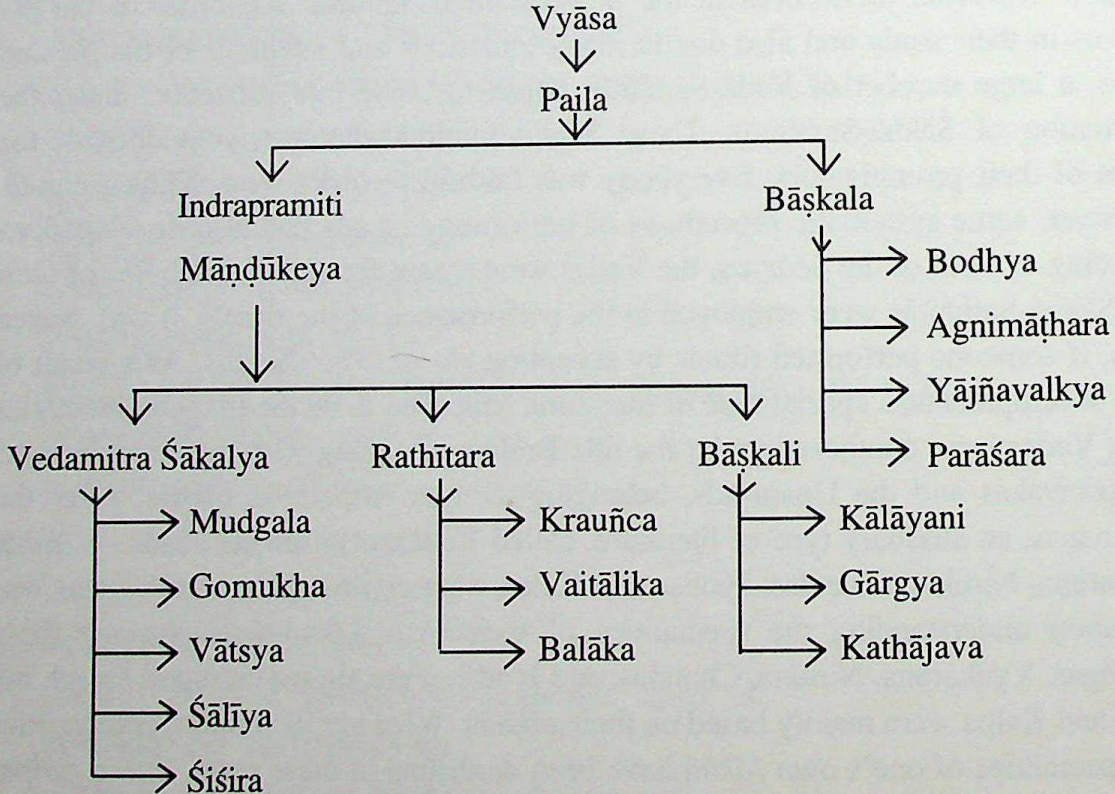 Vyāsa
Paila
Indrapramiti Bāṣkala
Māṇḍūkeya Bodhya
Agnimāṭhara
Yājñavalkya
Vedamitra Śākalya Rathītara Bāṣkali Parāśara
Mudgala Krauñca Kālāyani
Gomukha Vaitālika Gārgya
Vātsya Balāka Kathājava
Śālīya
Śiśira